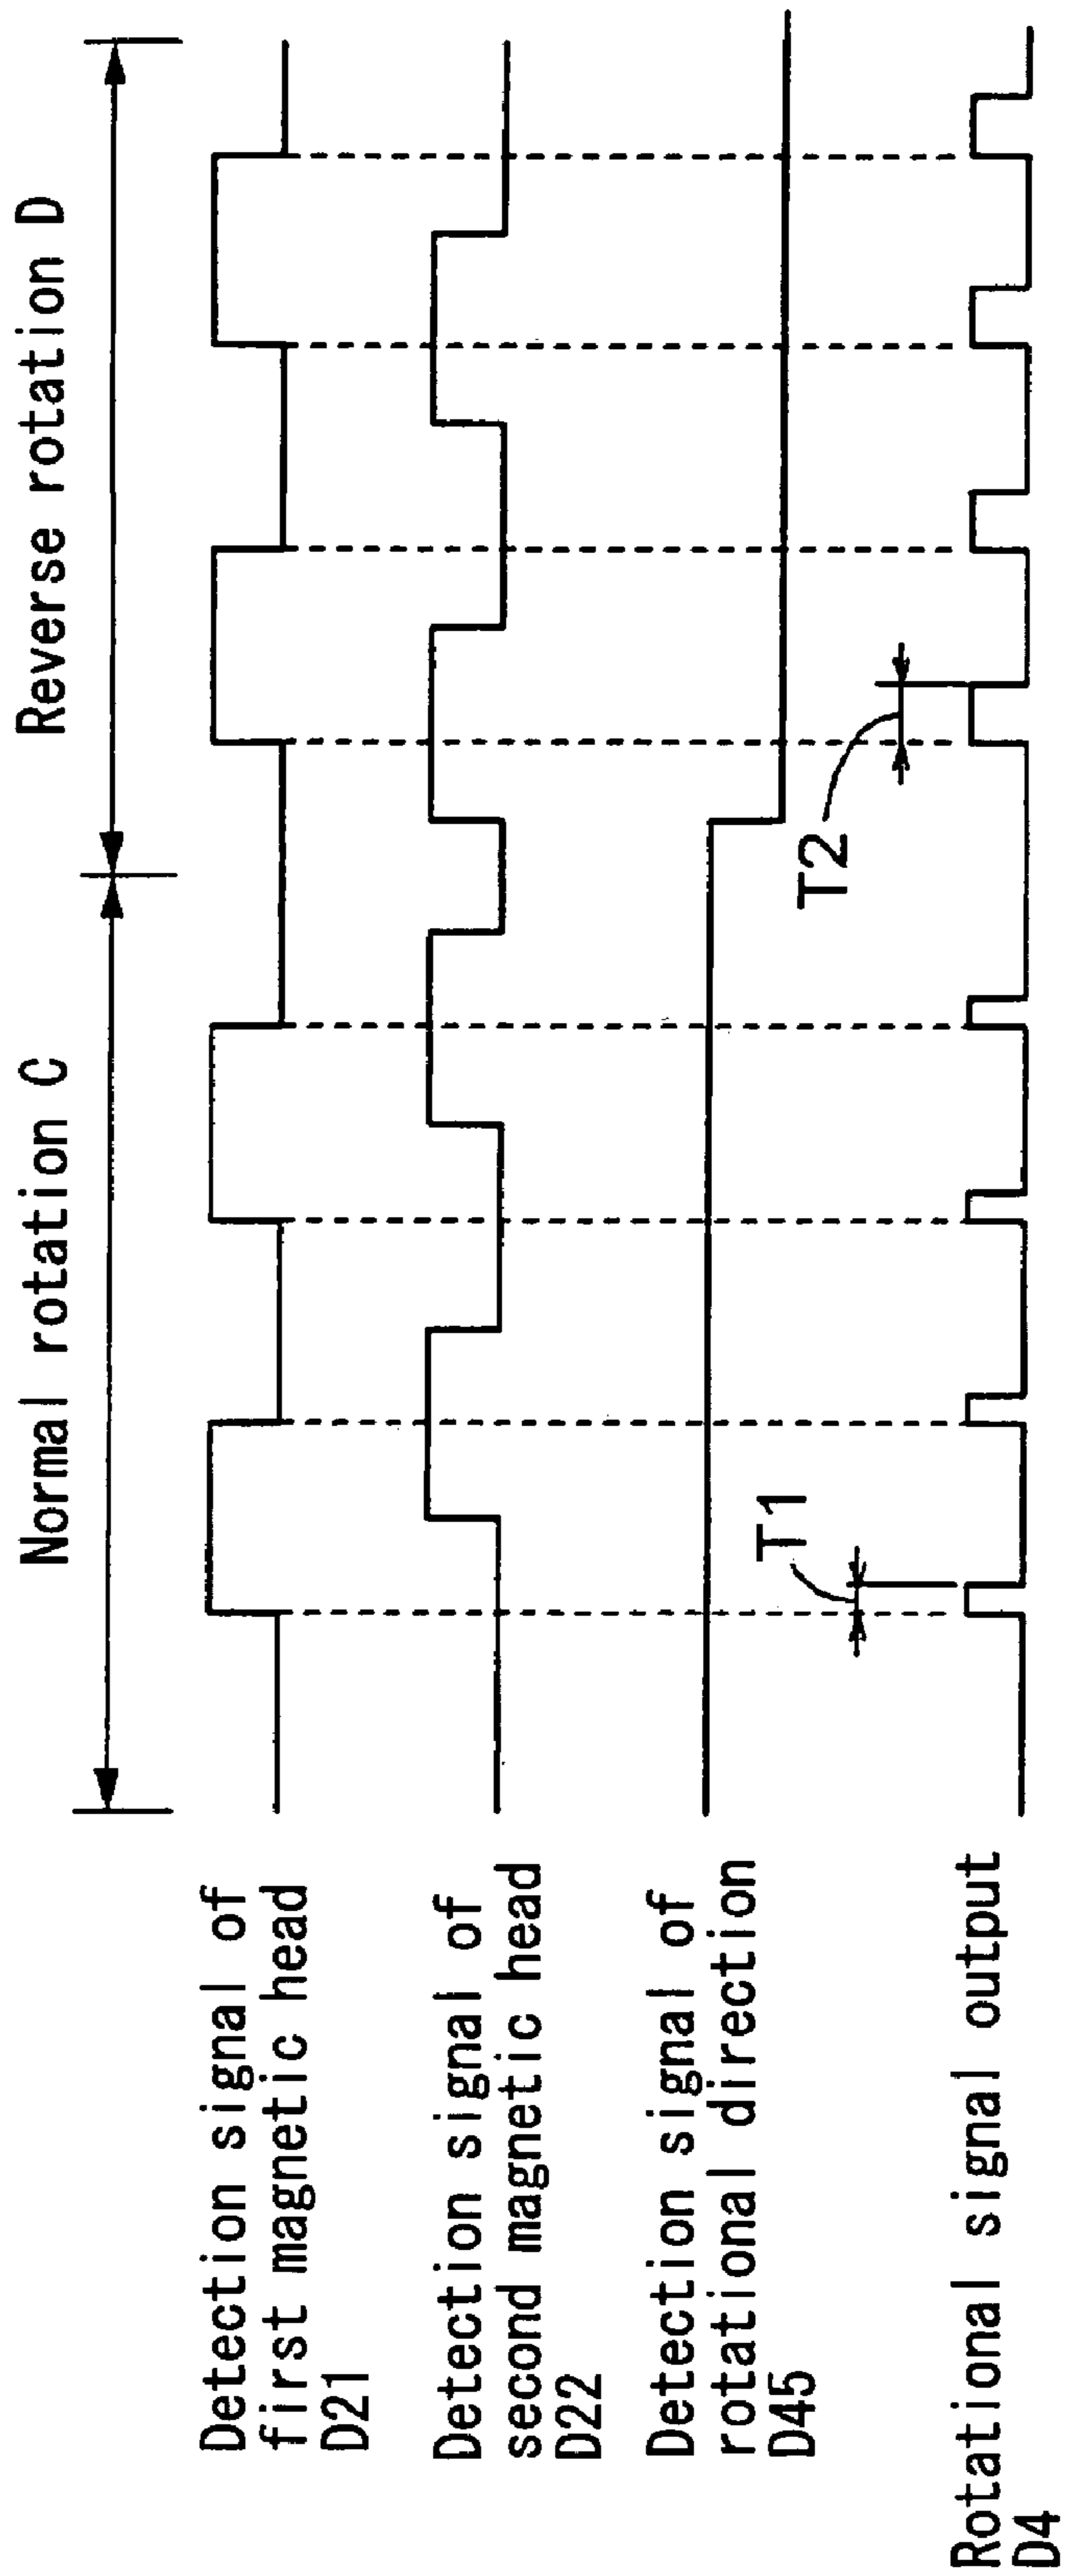 Normal rotation C
Reverse rotation D
Detection signal of
first magnetic head
D21
Detection signal of
second magnetic head
D22
Detection signal of
rotational direction
D45
T1
T2
Rotational signal output
D4